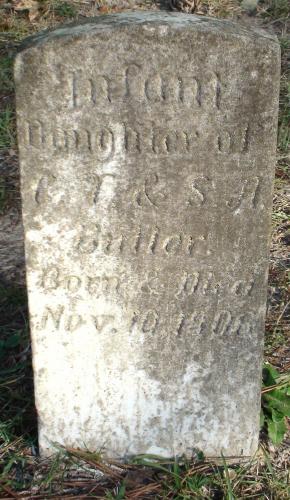 Infant
Daughter of
C. T. & S. A.
Butler.
Born & Died
Nov. 10, 1906